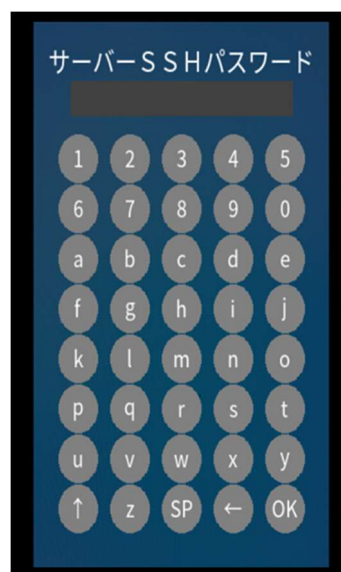 サーバーＳＳＨパスワード
1 2 3 4 5
6 7 8 9 0
a b c d e
f g h i j
k l m n o
p q r s t
u v w x y
↑ z SP ← OK